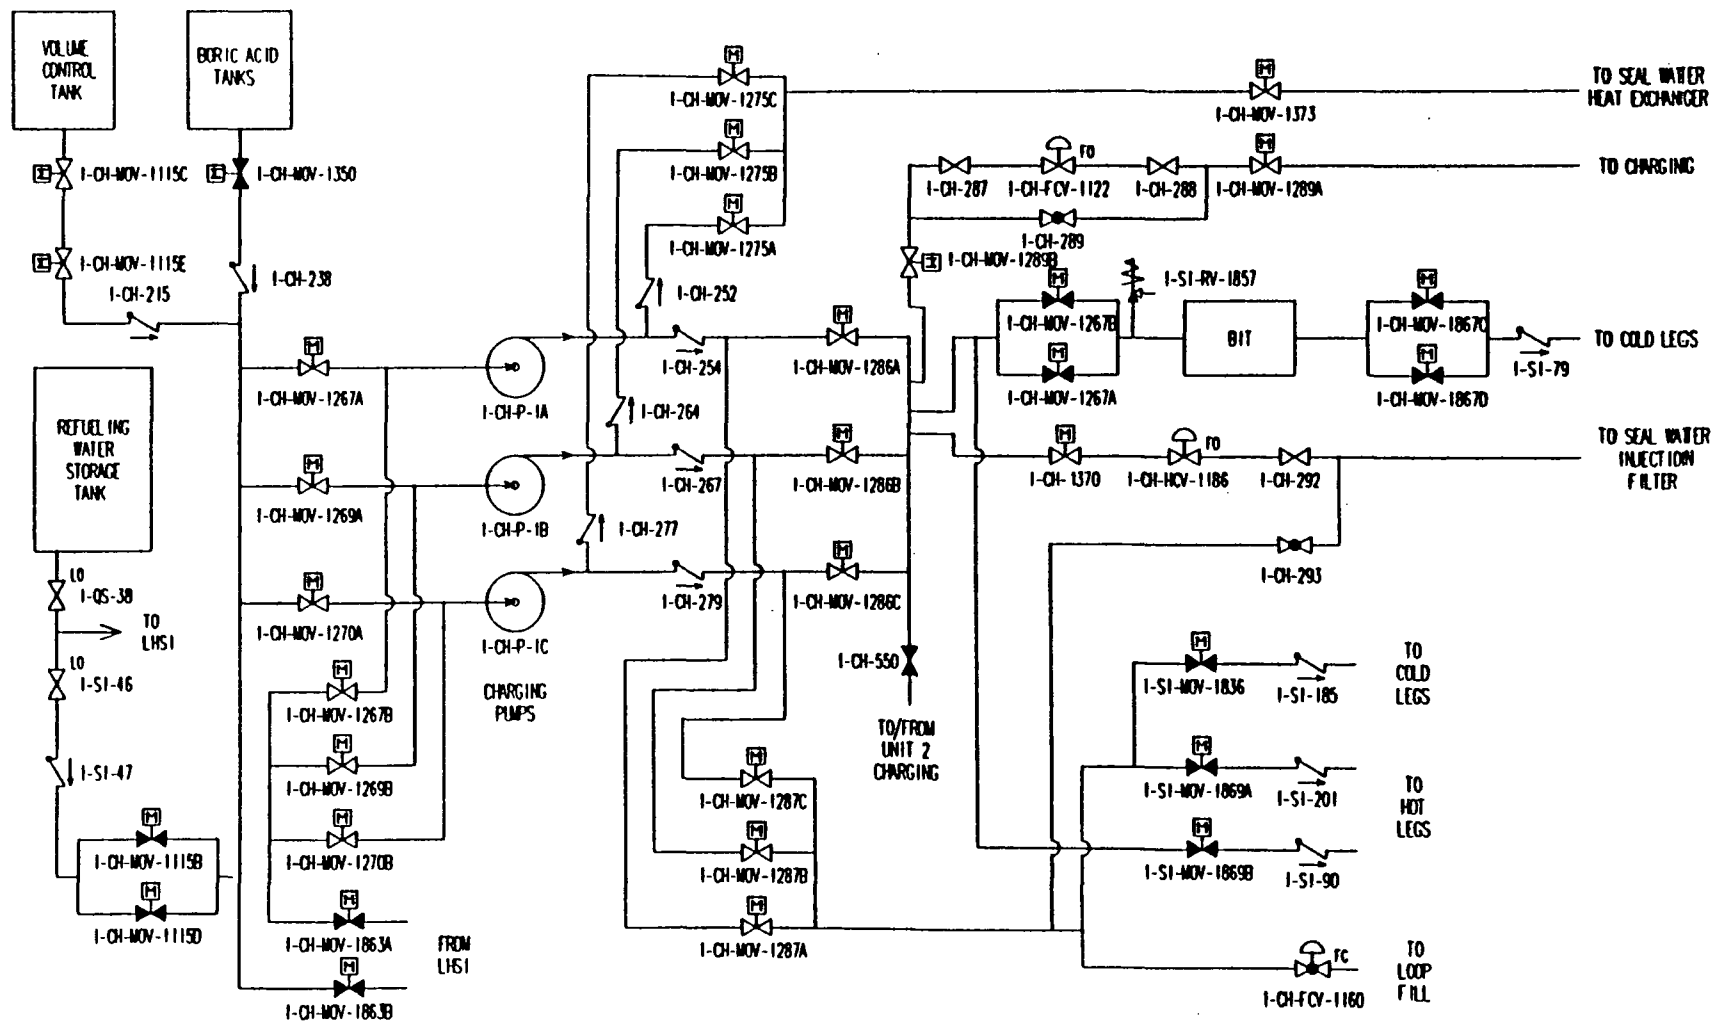 VOLUME
CONTROL
TANK
BORIC ACID
TANKS
M
1-CH-MOV-1115C
M
1-CH-MOV-1350
M
1-CH-MOV-1115E
1-CH-215
1-CH-238
M
1-CH-MOV-1275C
M
1-CH-MOV-1275B
M
1-CH-MOV-1275A
M
1-CH-MOV-1373
TO SEAL WATER
HEAT EXCHANGER
1-CH-287
FO
1-CH-FCV-1122
1-CH-288
M
1-CH-MOV-1289A
TO CHARGING
1-CH-289
M
1-CH-MOV-1289B
1-CH-252
1-SI-RV-1857
M
1-CH-MOV-1267B
M
1-CH-MOV-1267A
BIT
M
1-CH-MOV-1867C
M
1-CH-MOV-1867D
1-SI-79
TO COLD LEGS
REFUELING
WATER
STORAGE
TANK
M
1-CH-MOV-1267A
1-CH-P-1A
1-CH-254
M
1-CH-MOV-1286A
1-CH-264
M
1-CH-MOV-1269A
1-CH-P-1B
1-CH-267
M
1-CH-MOV-1286B
M
1-CH-1370
FO
1-CH-HCV-1186
1-CH-292
TO SEAL WATER
INJECTION
FILTER
1-CH-277
M
1-CH-MOV-1270A
1-CH-P-1C
1-CH-279
M
1-CH-MOV-1286C
1-CH-293
LO
1-QS-38
TO
LHSI
LO
1-SI-46
CHARGING
PUMPS
1-CH-550
TO/FROM
UNIT 2
CHARGING
M
1-SI-MOV-1836
1-SI-185
TO
COLD
LEGS
M
1-CH-MOV-1267B
M
1-CH-MOV-1269B
M
1-CH-MOV-1270B
1-SI-47
M
1-CH-MOV-1115B
M
1-CH-MOV-1115D
M
1-CH-MOV-1863A
M
1-CH-MOV-1863B
FROM
LHSI
M
1-CH-MOV-1287C
M
1-CH-MOV-1287B
M
1-CH-MOV-1287A
M
1-SI-MOV-1869A
1-SI-201
M
1-SI-MOV-1869B
1-SI-90
TO
HOT
LEGS
FC
1-CH-FCV-1160
TO
LOOP
FILL